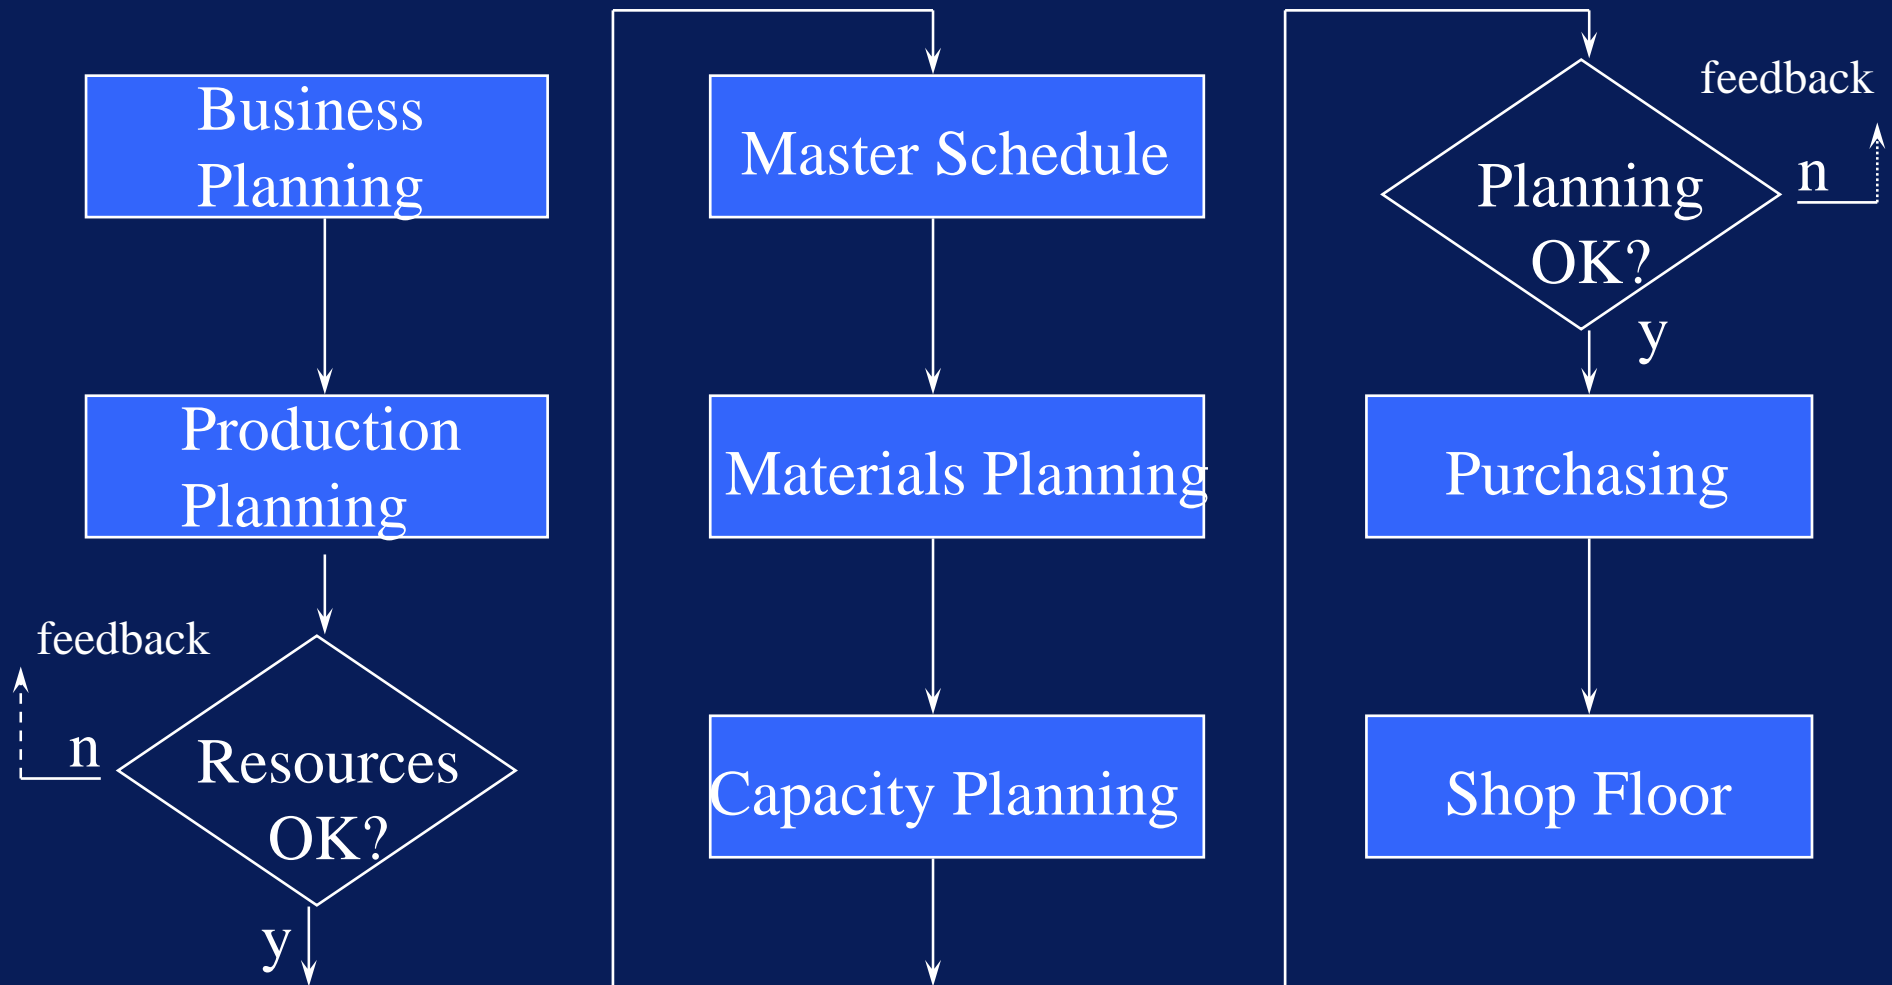 Business
Planning
Production
Planning
feedback
n
Resources
OK?
y
Master Schedule
Materials Planning
Capacity Planning
feedback
n
Planning
OK?
y
Purchasing
Shop Floor